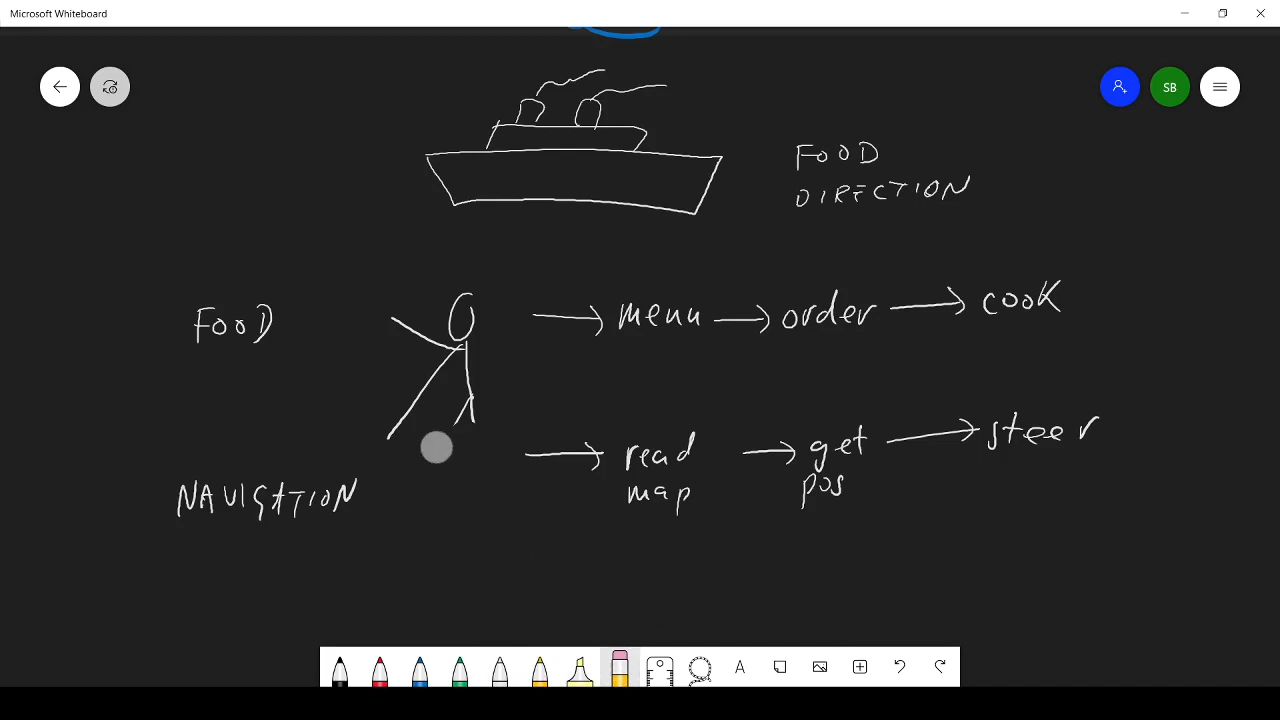 Microsoft Whiteboard
SB
FOOD
DIRECTION
FOOD
menu
order
cook
read
map
get
pos
steer
NAVIGATION
A